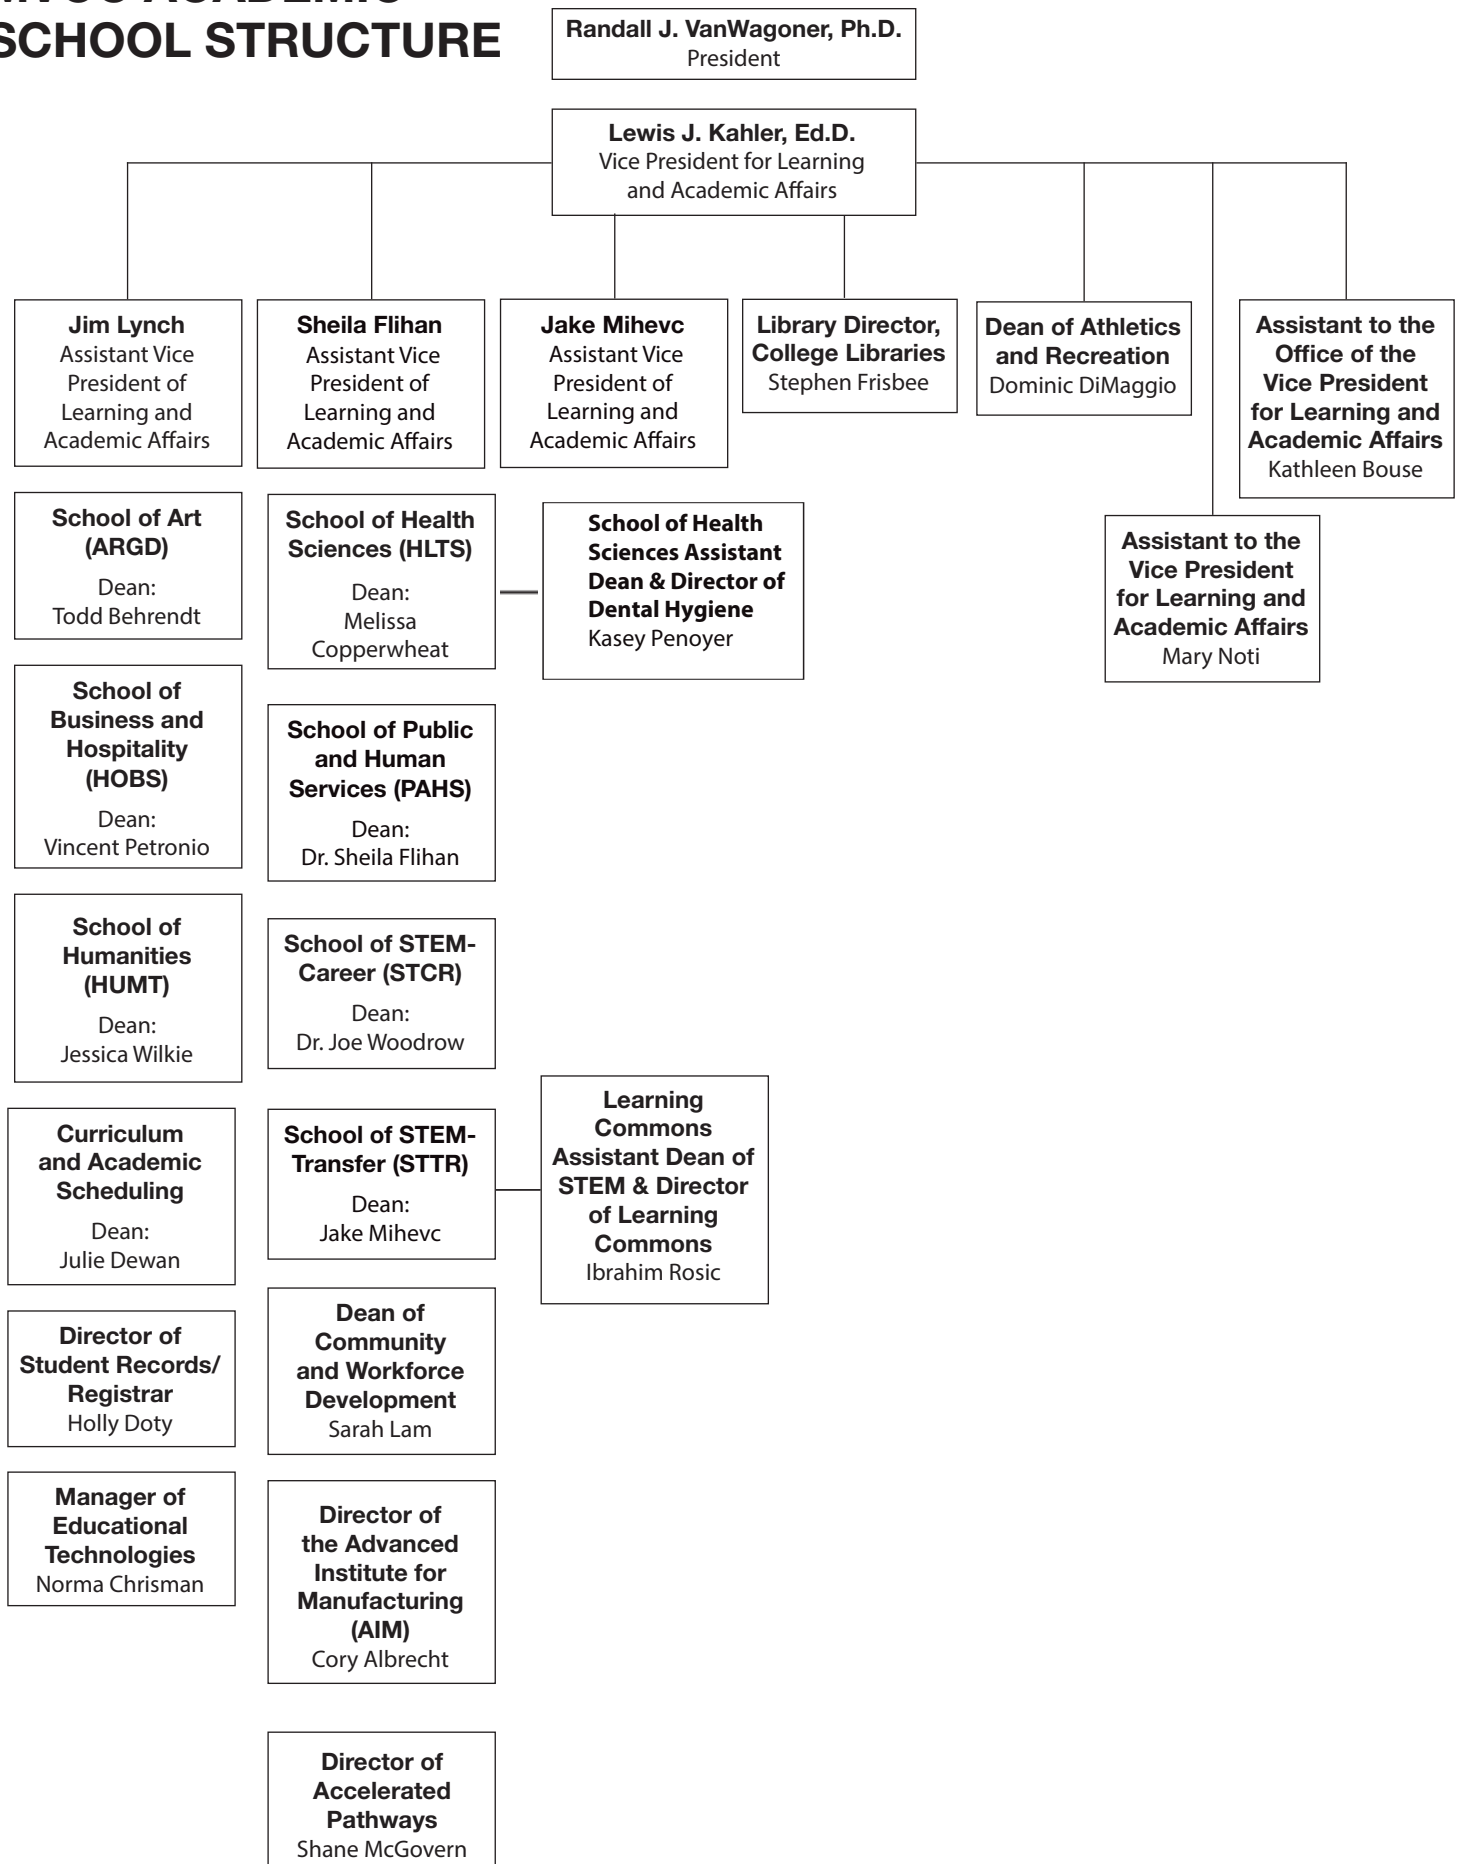 SCHOOL STRUCTURE
Randall J. VanWagoner, Ph.D.
President
Lewis J. Kahler, Ed.D.
Vice President for Learning
and Academic Affairs
Jim Lynch
Assistant Vice
President of
Learning and
Academic Affairs
Sheila Flihan
Assistant Vice
President of
Learning and
Academic Affairs
Jake Mihevc
Assistant Vice
President of
Learning and
Academic Affairs
Library Director,
College Libraries
Stephen Frisbee
Dean of Athletics
and Recreation
Dominic DiMaggio
Assistant to the
Office of the
Vice President
for Learning and
Academic Affairs
Kathleen Bouse
Assistant to the
Vice President
for Learning and
Academic Affairs
Mary Noti
School of Art
(ARGD)
Dean:
Todd Behrendt
School of
Business and
Hospitality
(HOBS)
Dean:
Vincent Petronio
School of
Humanities
(HUMT)
Dean:
Jessica Wilkie
Curriculum
and Academic
Scheduling
Dean:
Julie Dewan
Director of
Student Records/
Registrar
Holly Doty
Manager of
Educational
Technologies
Norma Chrisman
School of Health
Sciences (HLTS)
Dean:
Melissa
Copperwheat
School of Health
Sciences Assistant
Dean & Director of
Dental Hygiene
Kasey Penoyer
School of Public
and Human
Services (PAHS)
Dean:
Dr. Sheila Flihan
School of STEM-
Career (STCR)
Dean:
Dr. Joe Woodrow
School of STEM-
Transfer (STTR)
Dean:
Jake Mihevc
Learning
Commons
Assistant Dean of
STEM & Director
of Learning
Commons
Ibrahim Rosic
Dean of
Community
and Workforce
Development
Sarah Lam
Director of
the Advanced
Institute for
Manufacturing
(AIM)
Cory Albrecht
Director of
Accelerated
Pathways
Shane McGovern